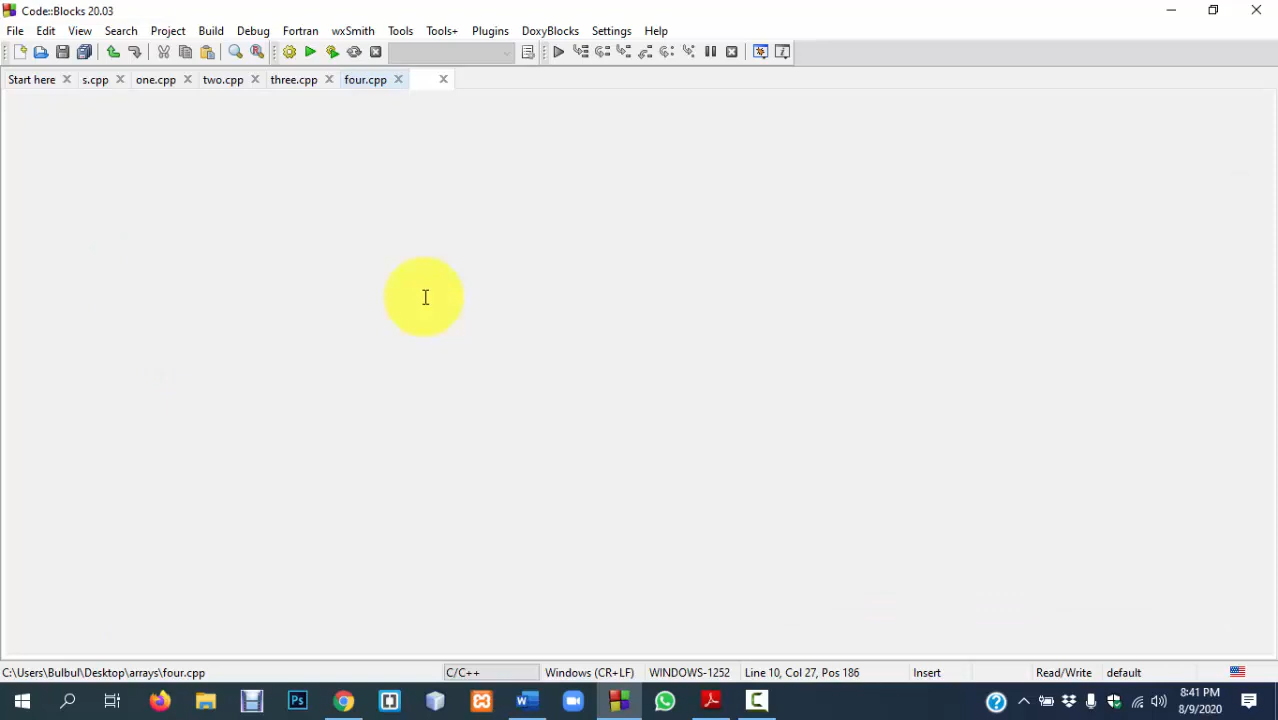 Code::Blocks 20.03
File Edit View Search Project Build Debug Fortran wxSmith Tools Tools+ Plugins DoxyBlocks Settings Help
Start here s.cpp one.cpp two.cpp three.cpp four.cpp
C:\Users\Bulbul\Desktop\arrays\four.cpp C/C++ Windows (CR+LF) WINDOWS-1252 Line 10, Col 27, Pos 186 Insert Read/Write default
8:41 PM
8/9/2020